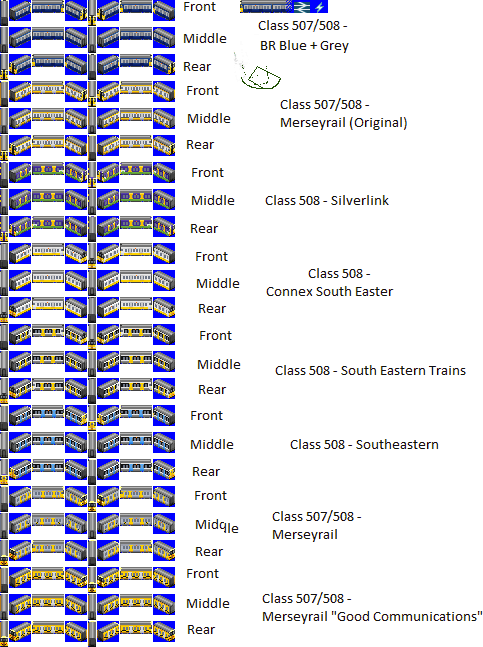 Front
Class 507/508 -
BR Blue + Grey
Middle
Rear
Front
Class 507/508 -
Merseyrail (Original)
Middle
Rear
Front
Middle
Class 508 - Silverlink
Rear
Front
Class 508 -
Connex South Easter
Middle
Rear
Front
Middle
Class 508 - South Eastern Trains
Rear
Front
Middle
Class 508 - Southeastern
Rear
Front
Class 507/508 -
Merseyrail
Middle
Rear
Front
Class 507/508 -
Merseyrail "Good Communications"
Middle
Rear